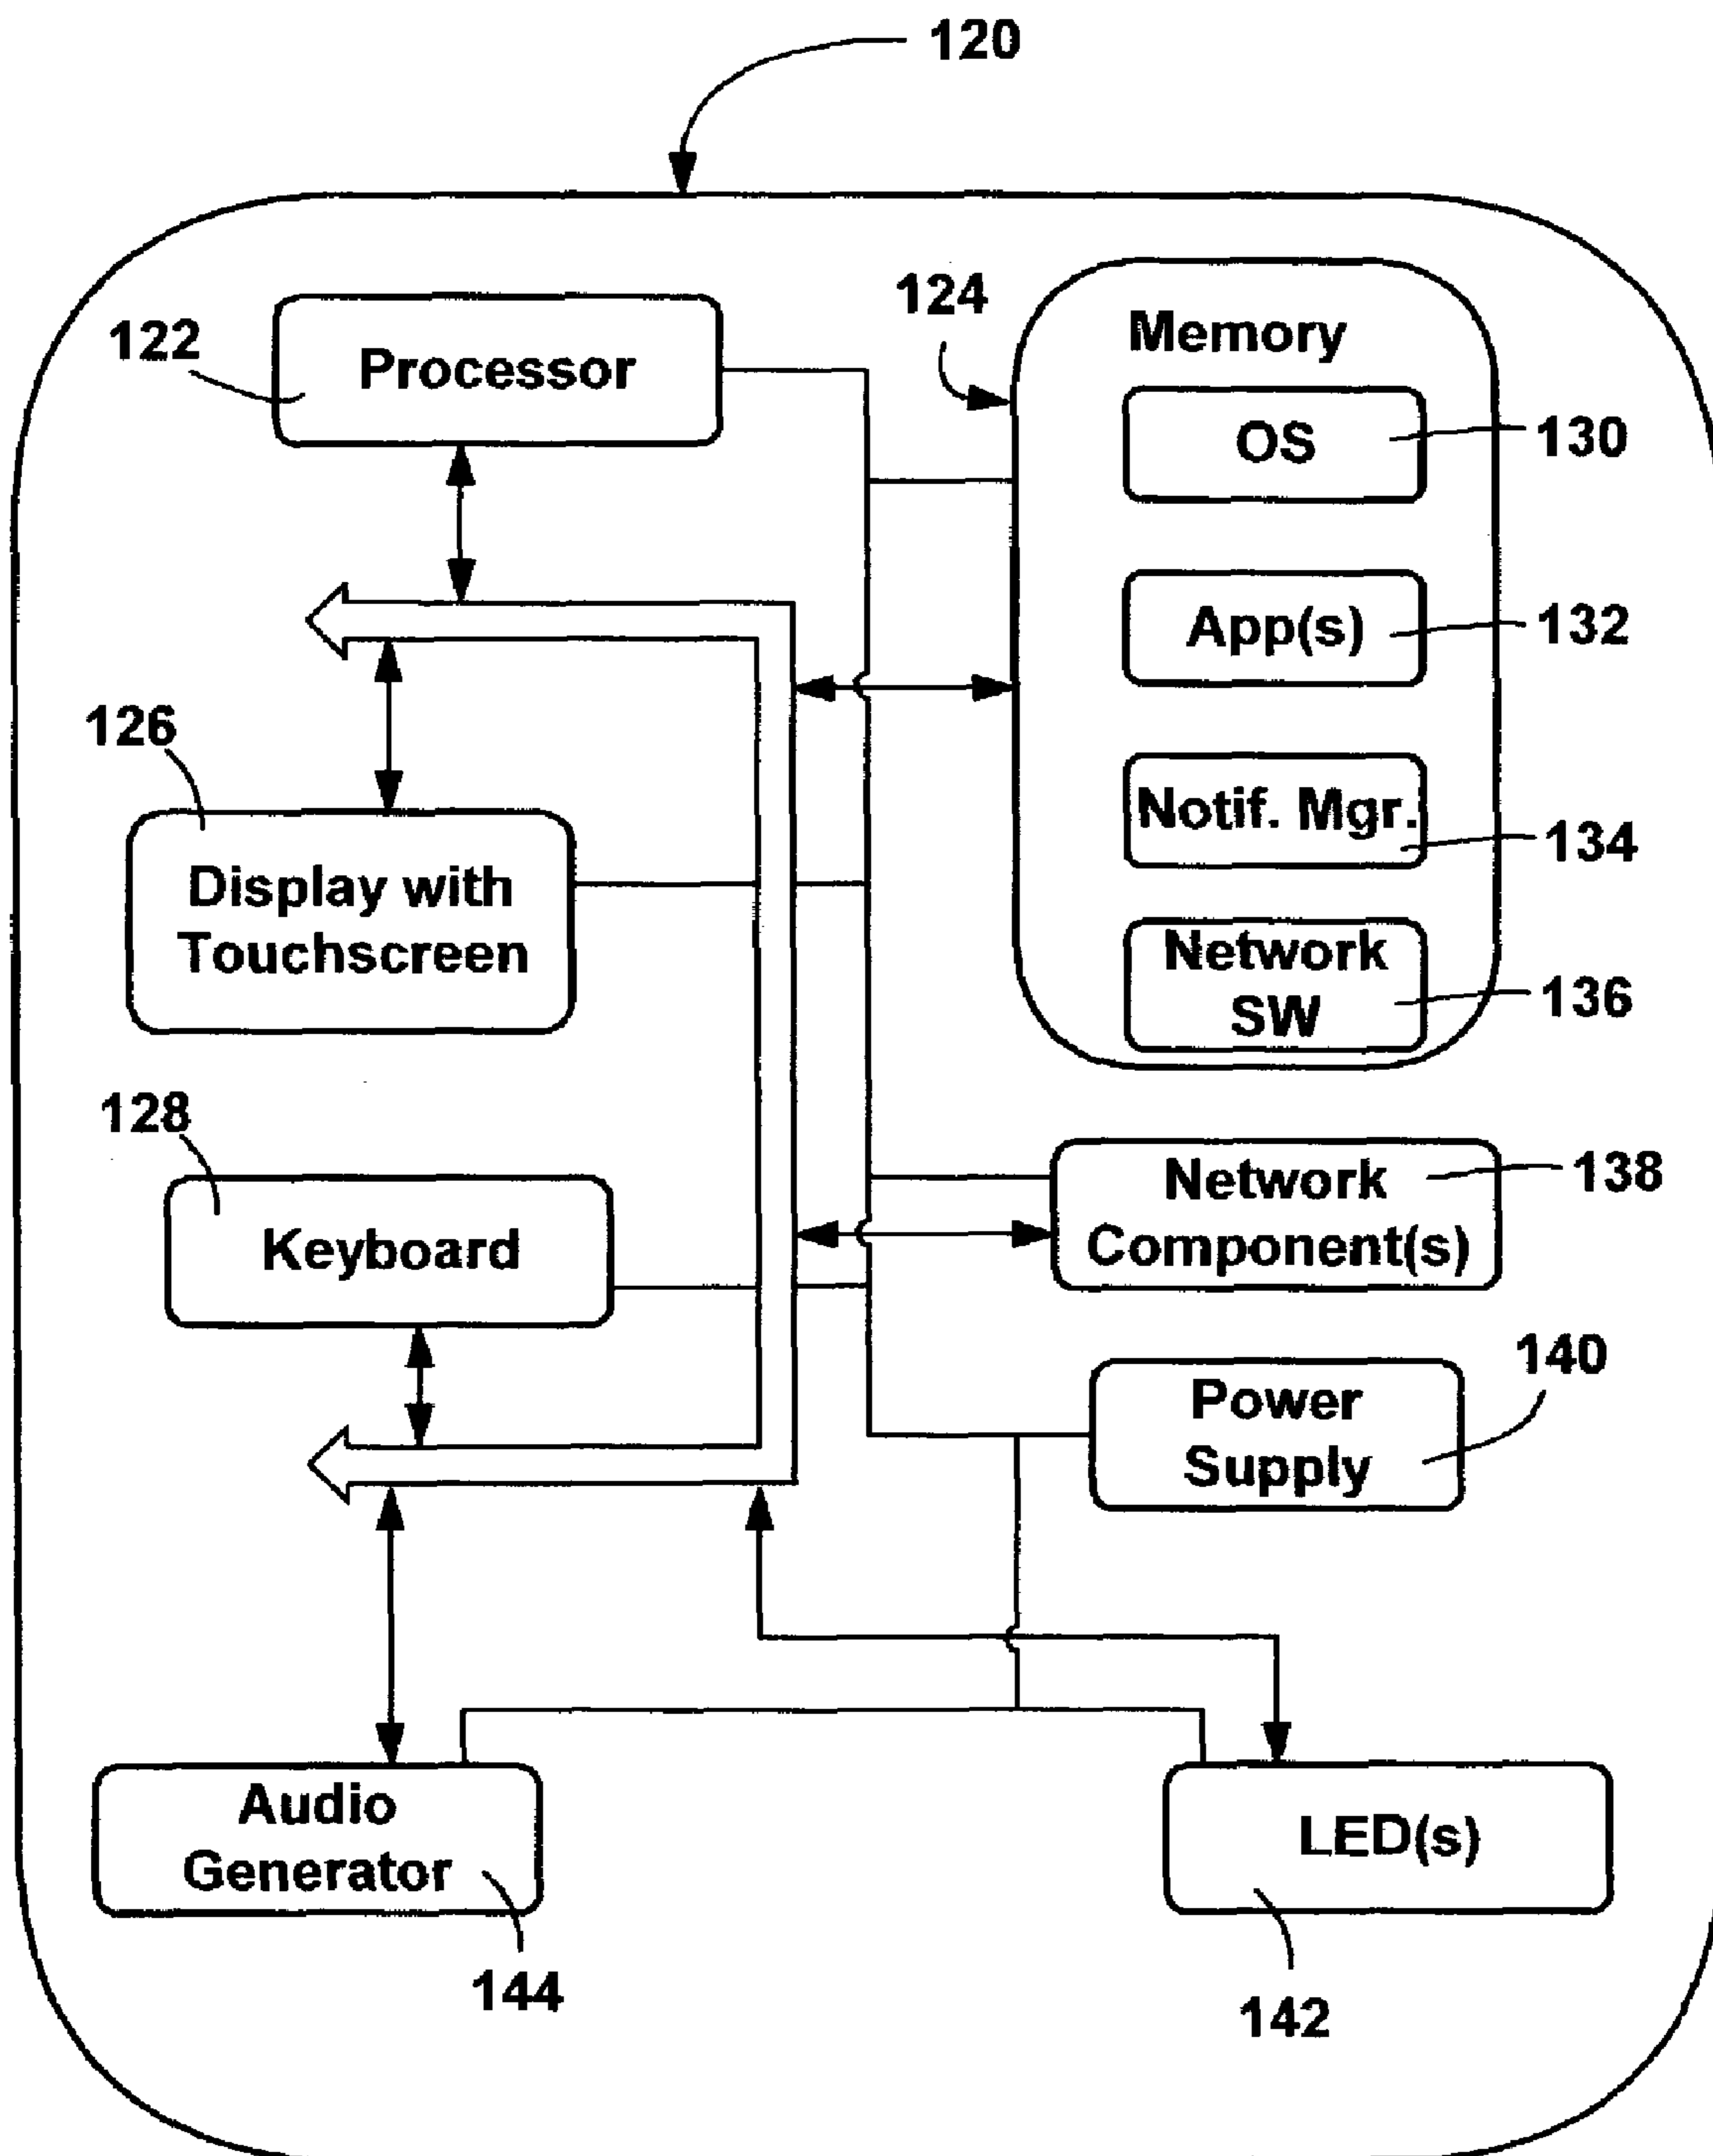 120
124
Memory
122
Processor
OS
130
App(s)
132
126
Notif. Mgr.
134
Display with
Touchscreen
Network
SW
136
128
Keyboard
Network
Component(s)
138
140
Power
Supply
Audio
Generator
LED(s)
144
142